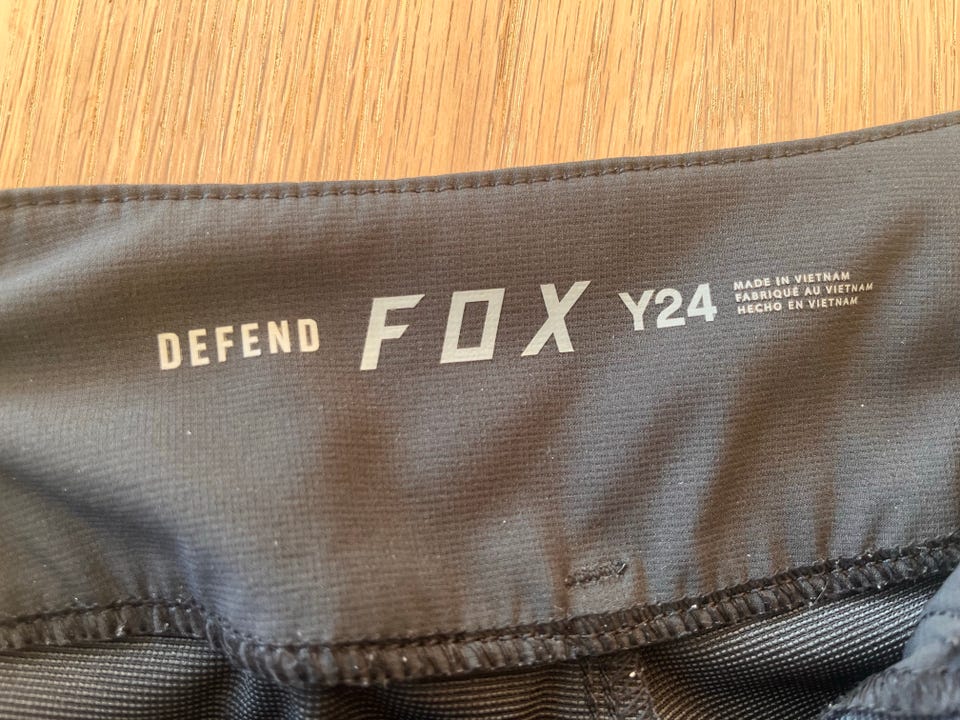 DEFEND FOX Y24
MADE IN VIETNAM
FABRIQUÉ AU VIETNAM
HECHO EN VIETNAM